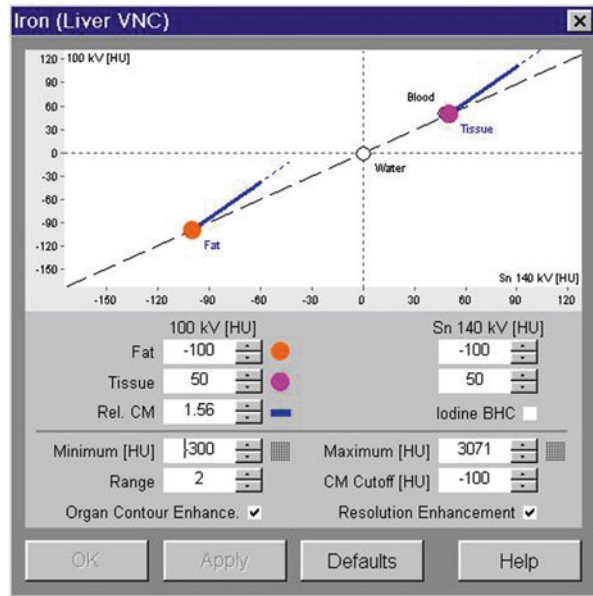 Iron (Liver VNC)
120 100 kV [HU]
90
60
30
0
-30
-60
-90
-120
-150
Blood
Tissue
Water
Fat
Sn 140 kV [HU]
-150 -120 -90 -60 -30 0 30 60 90 120
100 kV [HU] Sn 140 kV [HU]
Fat -100 -100
Tissue 50 50
Rel. CM 1.56 Iodine BHC
Minimum [HU] -300 Maximum [HU] 3071
Range 2 CM Cutoff [HU] -100
Organ Contour Enhance. Resolution Enhancement
OK Apply Defaults Help